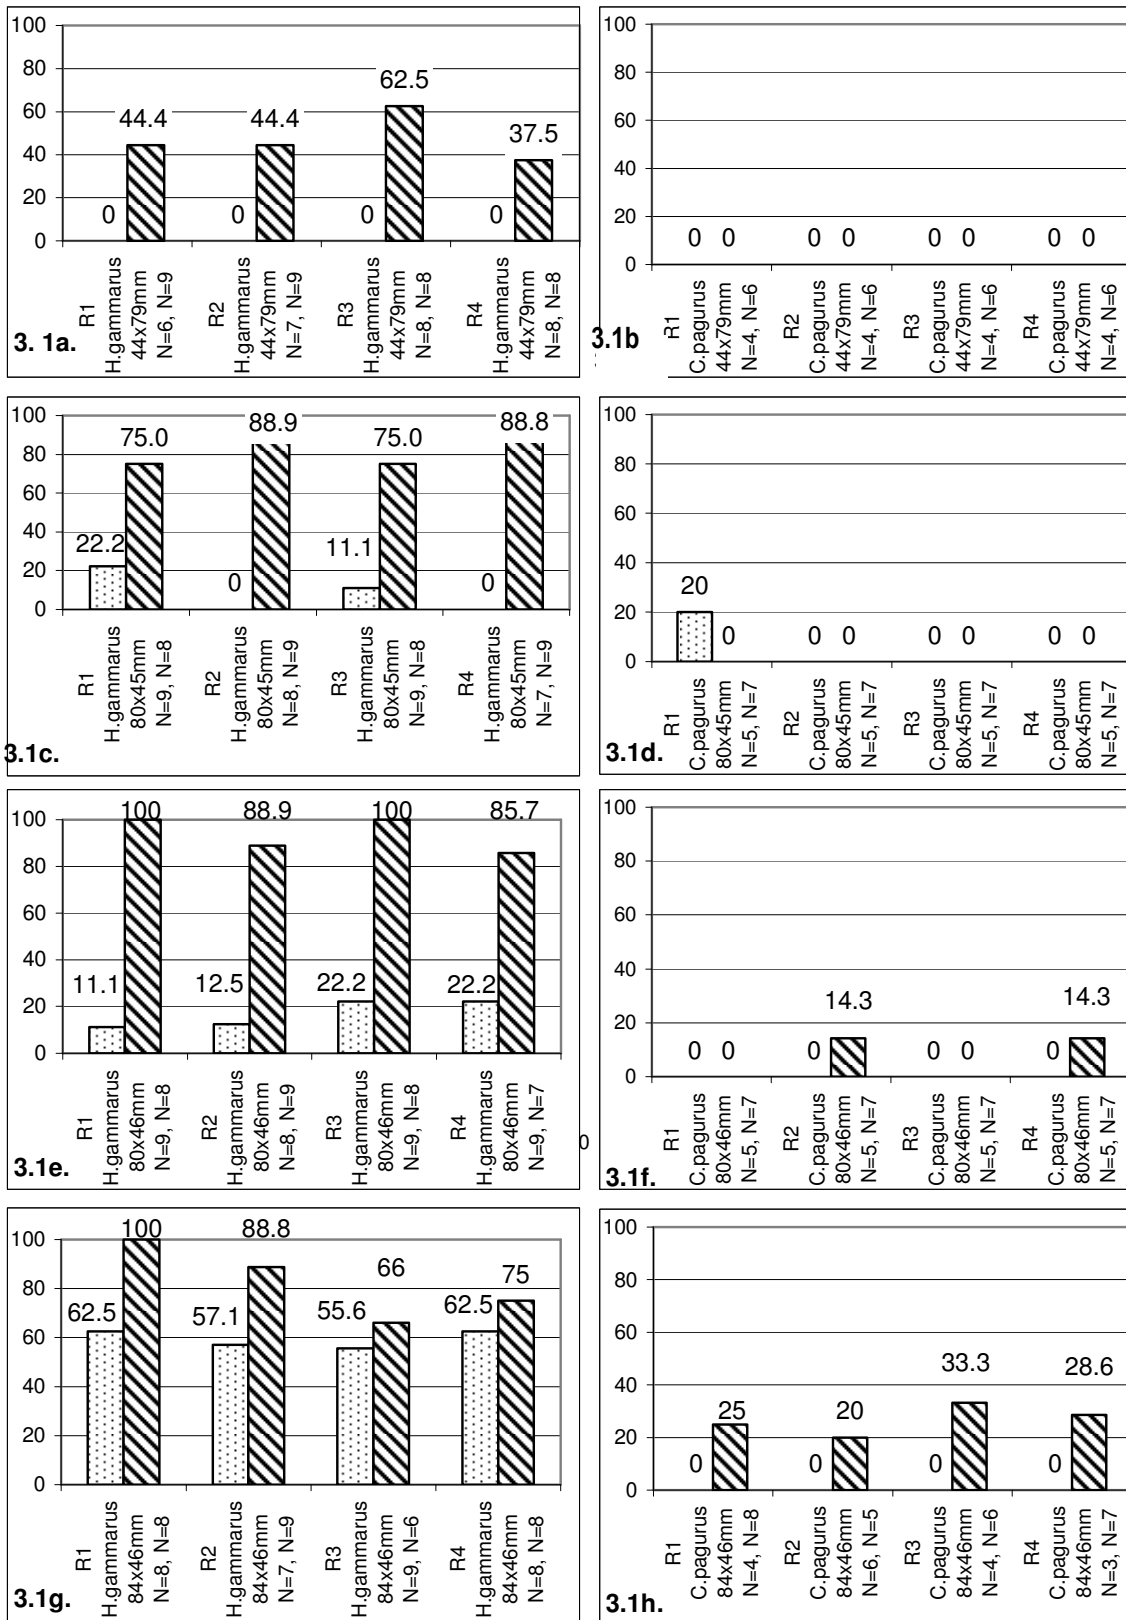 100
80
60
40
20
0
44.4
44.4
62.5
37.5
0
0
0
0
R1
H.gammarus
44x79mm
N=6, N=9
R2
H.gammarus
44x79mm
N=7, N=9
R3
H.gammarus
44x79mm
N=8, N=8
R4
H.gammarus
44x79mm
N=8, N=8
3. 1a.
100
80
60
40
20
0
0 0
0 0
0 0
0 0
R1
C.pagurus
44x79mm
N=4, N=6
R2
C.pagurus
44x79mm
N=4, N=6
R3
C.pagurus
44x79mm
N=4, N=6
R4
C.pagurus
44x79mm
N=4, N=6
3.1b
100
80
60
40
20
0
22.2
75.0
0
88.9
11.1
75.0
0
88.8
R1
H.gammarus
80x45mm
N=9, N=8
R2
H.gammarus
80x45mm
N=8, N=9
R3
H.gammarus
80x45mm
N=9, N=8
R4
H.gammarus
80x45mm
N=7, N=9
3.1c.
100
80
60
40
20
0
20
0
0 0
0 0
0 0
R1
C.pagurus
80x45mm
N=5, N=7
R2
C.pagurus
80x45mm
N=5, N=7
R3
C.pagurus
80x45mm
N=5, N=7
R4
C.pagurus
80x45mm
N=5, N=7
3.1d.
100
80
60
40
20
0
11.1
100
12.5
88.9
22.2
100
22.2
85.7
R1
H.gammarus
80x46mm
N=9, N=8
R2
H.gammarus
80x46mm
N=8, N=9
R3
H.gammarus
80x46mm
N=9, N=8
R4
H.gammarus
80x46mm
N=9, N=7
3.1e.
0
100
80
60
40
20
0
0 0
0
14.3
0 0
0
14.3
R1
C.pagurus
80x46mm
N=5, N=7
R2
C.pagurus
80x46mm
N=5, N=7
R3
C.pagurus
80x46mm
N=5, N=7
R4
C.pagurus
80x46mm
N=5, N=7
3.1f.
100
80
60
40
20
0
62.5
100
57.1
88.8
55.6
66
62.5
75
R1
H.gammarus
84x46mm
N=8, N=8
R2
H.gammarus
84x46mm
N=7, N=9
R3
H.gammarus
84x46mm
N=9, N=6
R4
H.gammarus
84x46mm
N=8, N=8
3.1g.
100
80
60
40
20
0
0
25
0
20
0
33.3
0
28.6
R1
C.pagurus
84x46mm
N=4, N=8
R2
C.pagurus
84x46mm
N=6, N=5
R3
C.pagurus
84x46mm
N=4, N=6
R4
C.pagurus
84x46mm
N=3, N=7
3.1h.